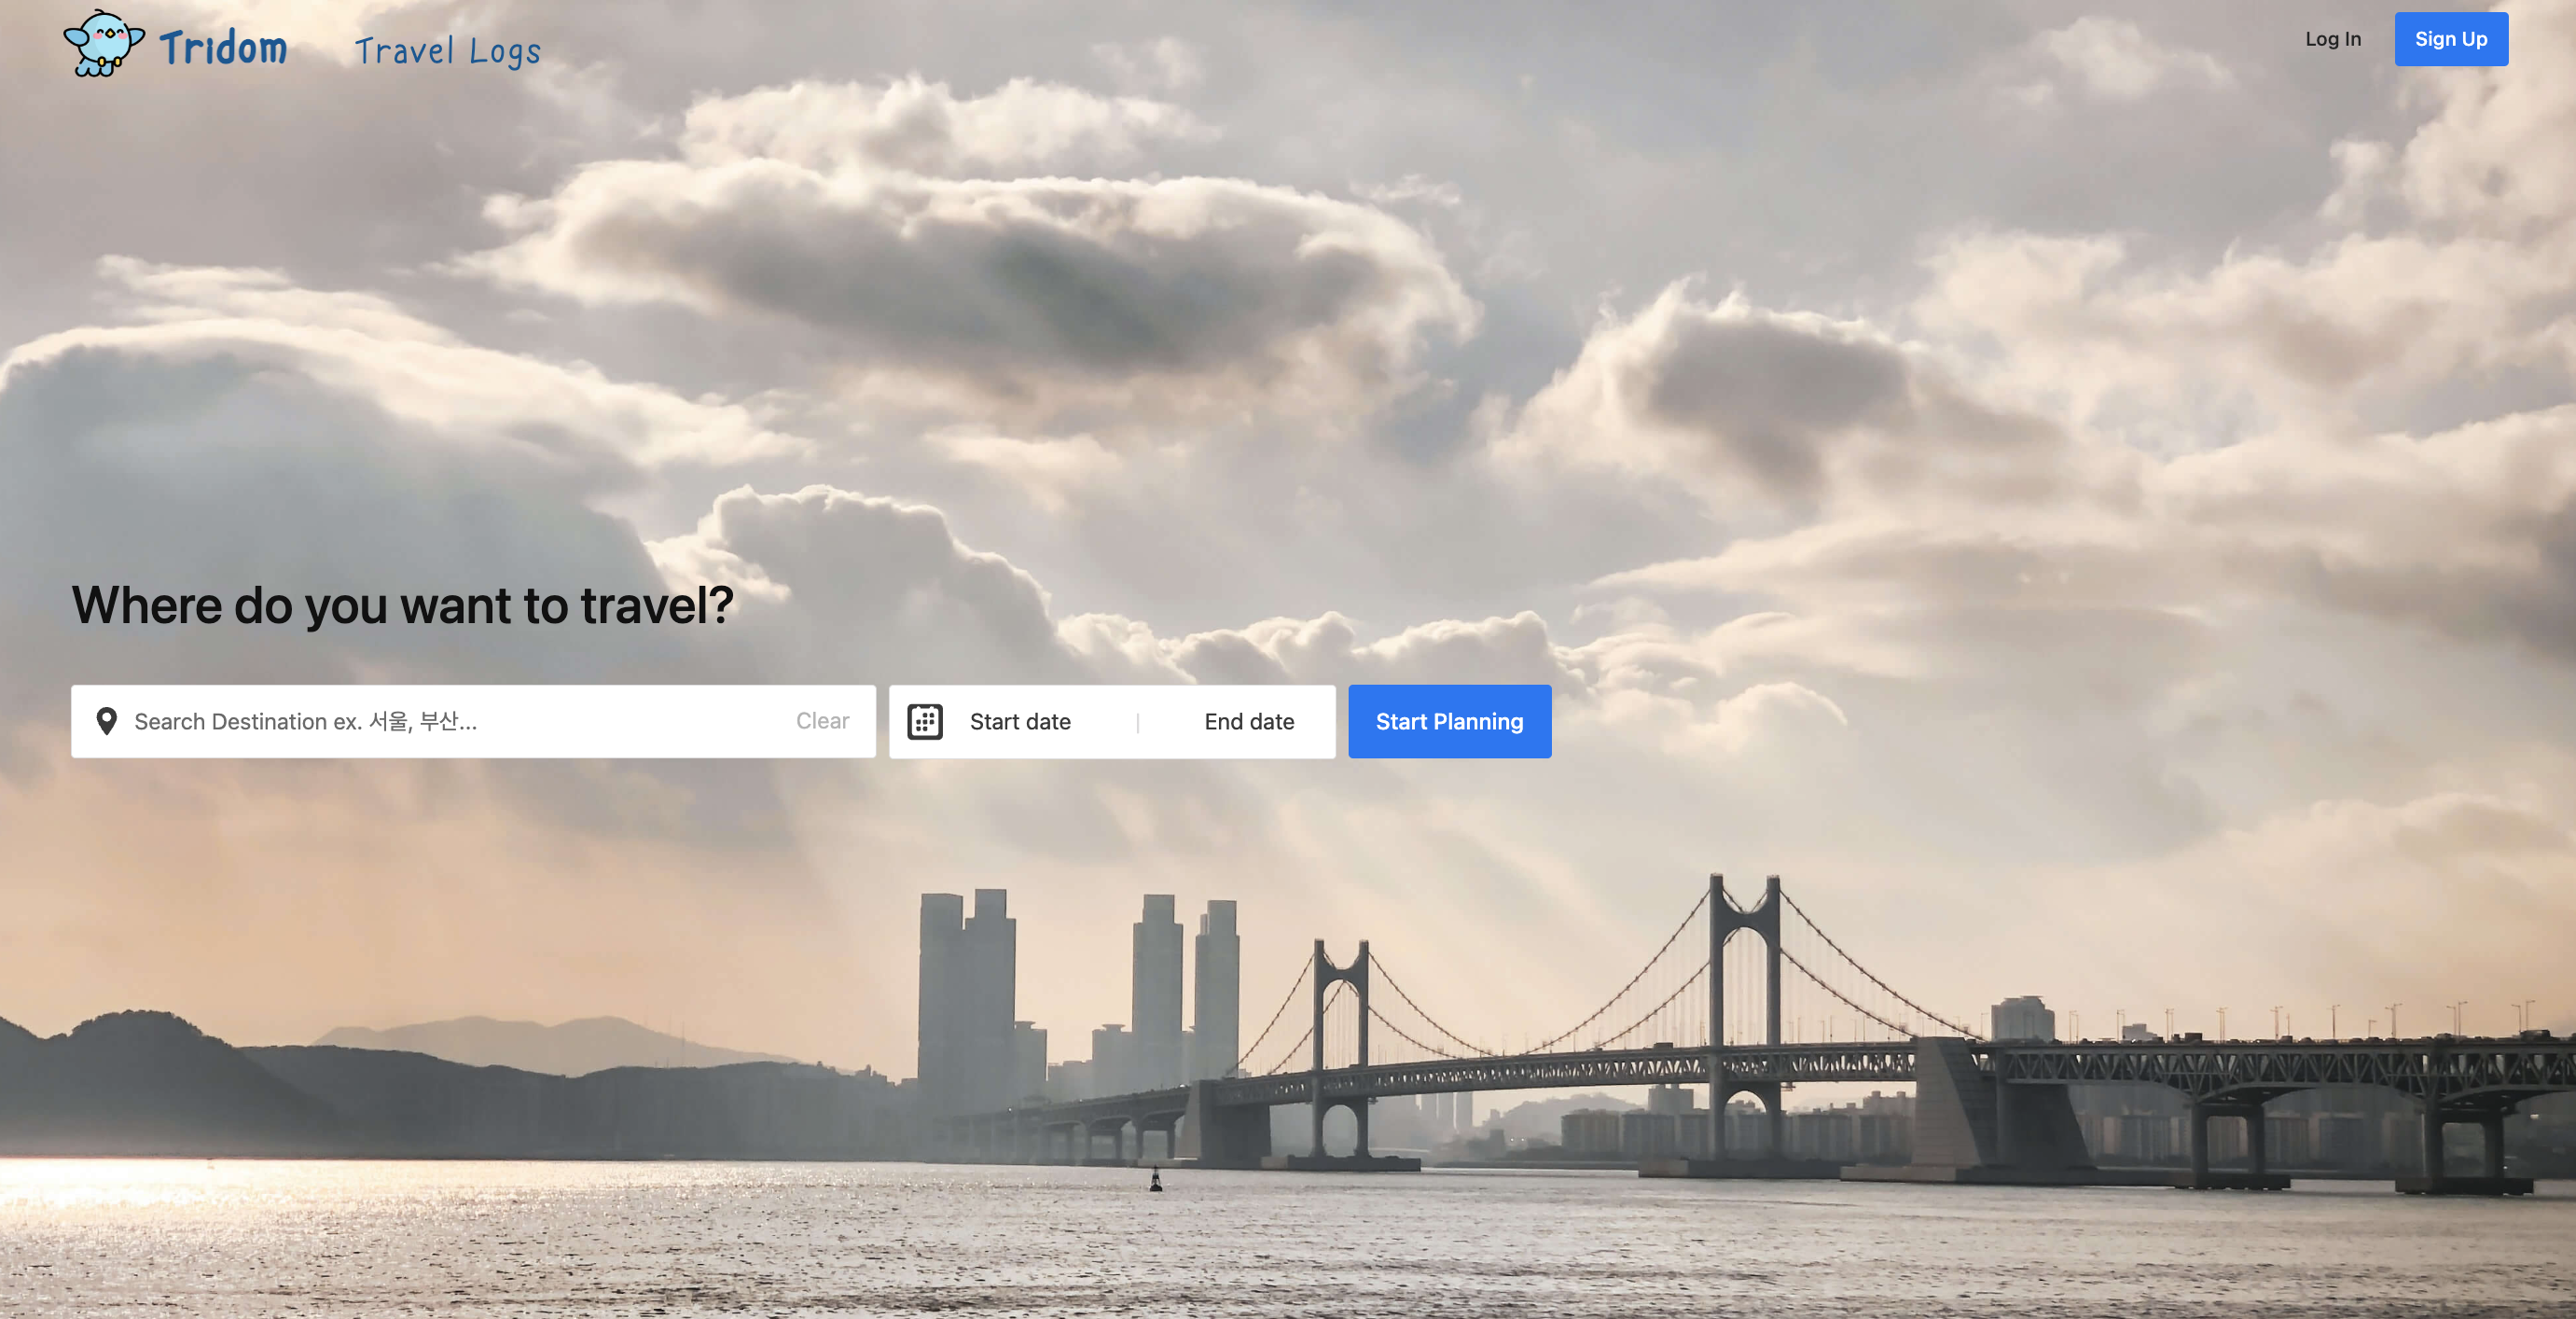 Tridom
Travel Logs
Log In
Sign Up
Where do you want to travel?
Search Destination ex. 서울, 부산...
Clear
Start date
|
End date
Start Planning